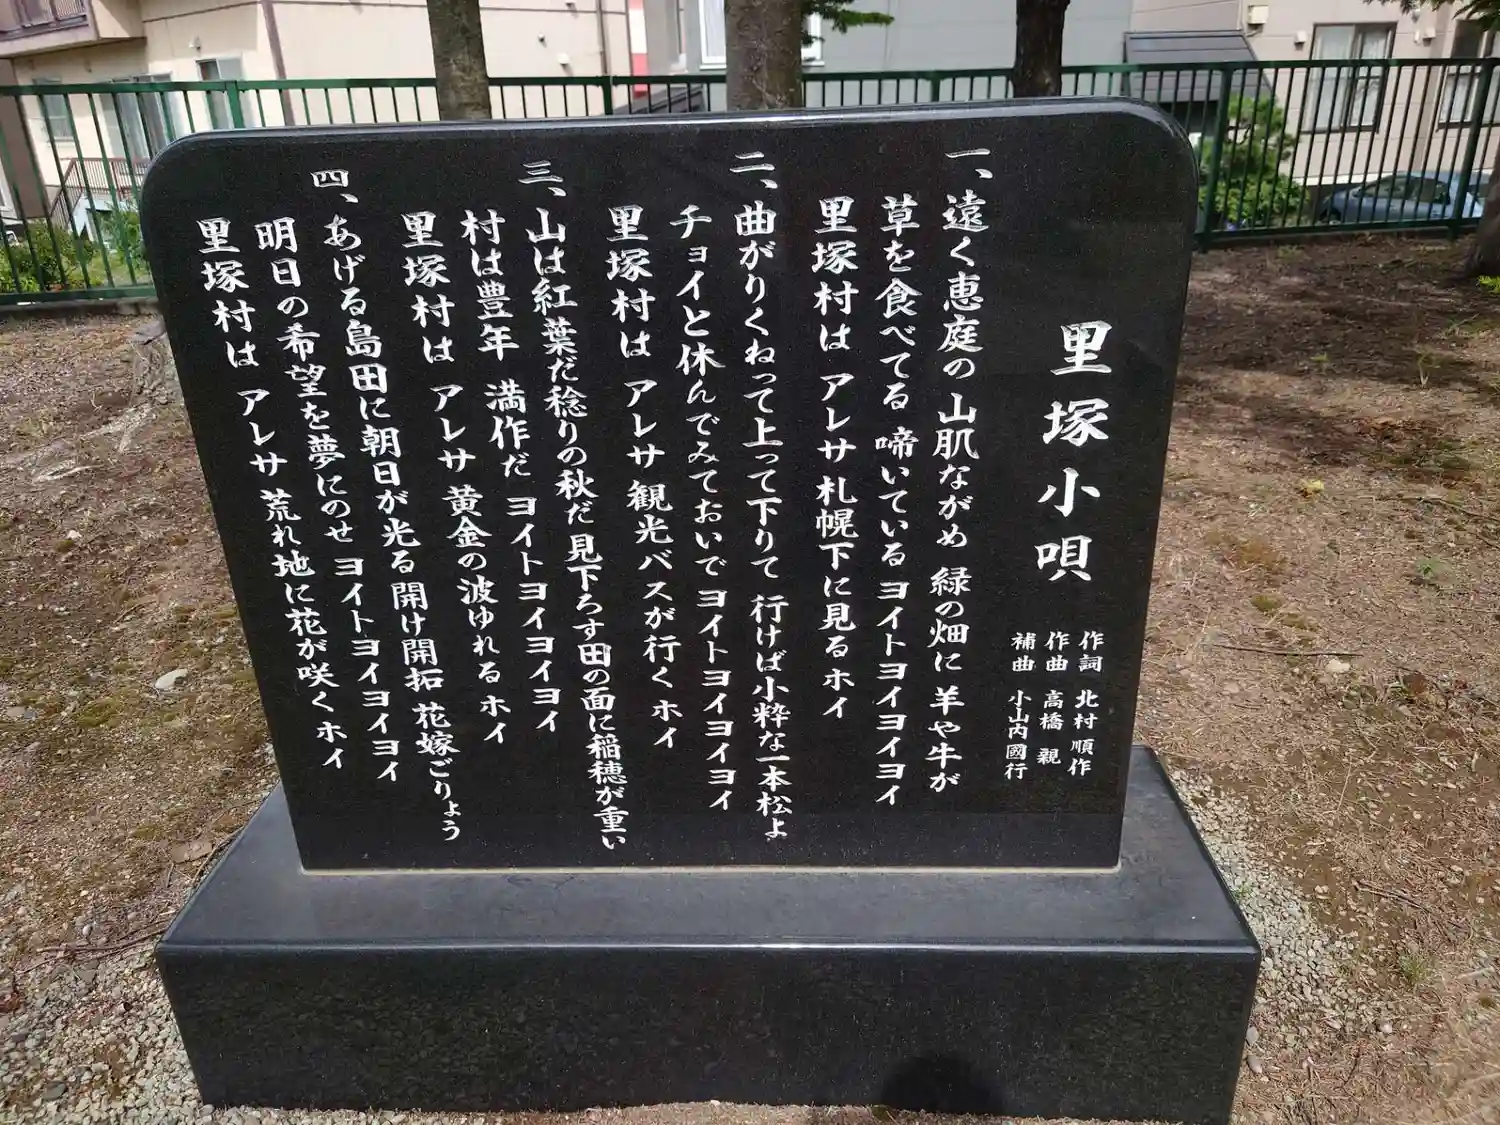 里塚小唄
作詞 北村順作
作曲 高橋親
補曲 小山内國行
一、遠く恵庭の山肌ながめ 緑の畑に羊や牛が
草を食べてる 啼いている ヨイトヨイヨイヨイ
里塚村は アレサ 札幌下に見る ホイ
二、曲がりくねって上って下りて 行けば小粋な一本松よ
チョイと休んでみておいで ヨイトヨイヨイヨイ
里塚村は アレサ 観光バスが行く ホイ
三、山は紅葉だ稔りの秋だ 見下ろす田の面に稲穂が重い
村は豊年 満作だ ヨイトヨイヨイヨイ
里塚村は アレサ 黄金の波ゆれる ホイ
四、あげる島田に朝日が光る 開け開拓 花嫁ごりょう
明日の希望を夢にのせ ヨイトヨイヨイヨイ
里塚村は アレサ 荒れ地に花が咲く ホイ